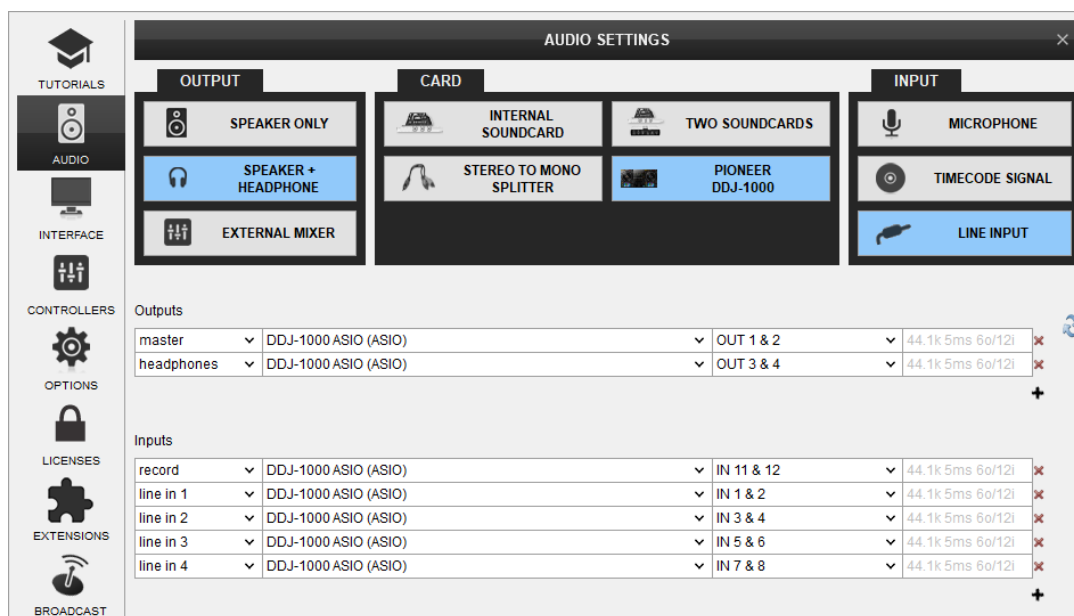 AUDIO SETTINGS
TUTORIALS
AUDIO
INTERFACE
CONTROLLERS
OPTIONS
LICENSES
EXTENSIONS
BROADCAST
OUTPUT
SPEAKER ONLY
SPEAKER +
HEADPHONE
EXTERNAL MIXER
CARD
INTERNAL
SOUNDCARD
TWO SOUNDCARDS
STEREO TO MONO
SPLITTER
PIONEER
DDJ-1000
INPUT
MICROPHONE
TIMECODE SIGNAL
LINE INPUT
Outputs
master DDJ-1000 ASIO (ASIO) OUT 1 & 2 44.1k 5ms 6o/12i
headphones DDJ-1000 ASIO (ASIO) OUT 3 & 4 44.1k 5ms 6o/12i
Inputs
record DDJ-1000 ASIO (ASIO) IN 11 & 12 44.1k 5ms 6o/12i
line in 1 DDJ-1000 ASIO (ASIO) IN 1 & 2 44.1k 5ms 6o/12i
line in 2 DDJ-1000 ASIO (ASIO) IN 3 & 4 44.1k 5ms 6o/12i
line in 3 DDJ-1000 ASIO (ASIO) IN 5 & 6 44.1k 5ms 6o/12i
line in 4 DDJ-1000 ASIO (ASIO) IN 7 & 8 44.1k 5ms 6o/12i